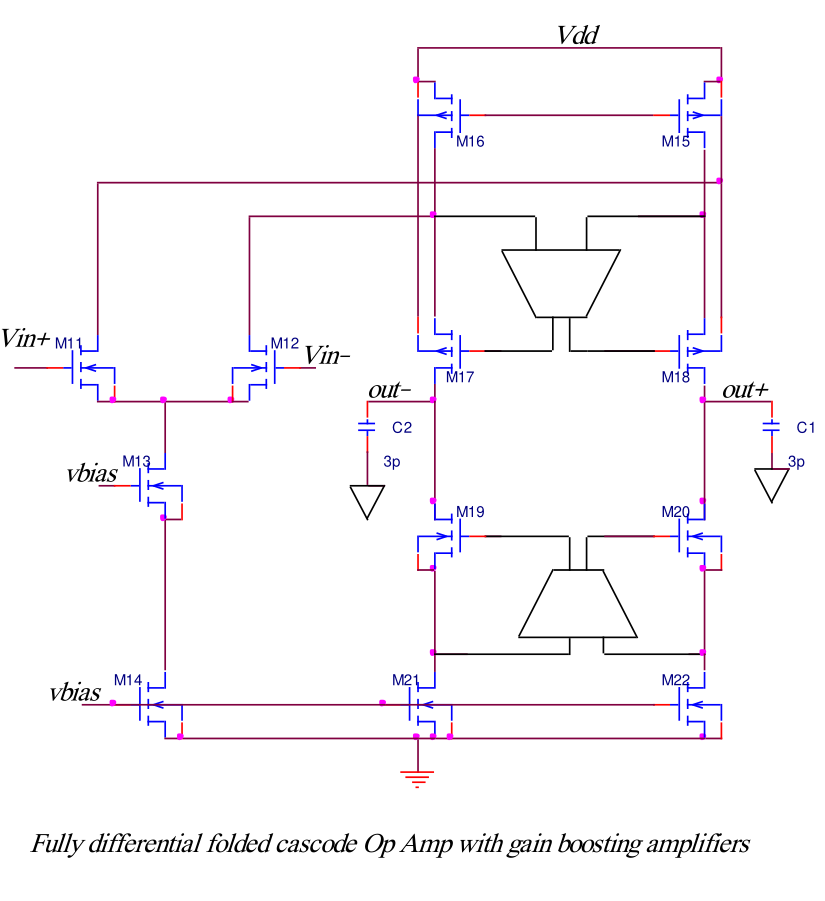 Vdd
M16
M15
Vin+
M11
M12
Vin-
M17
M18
out-
out+
C2
C1
3p
3p
vbias
M13
M19
M20
vbias
M14
M21
M22
Fully differential folded cascode Op Amp with gain boosting amplifiers